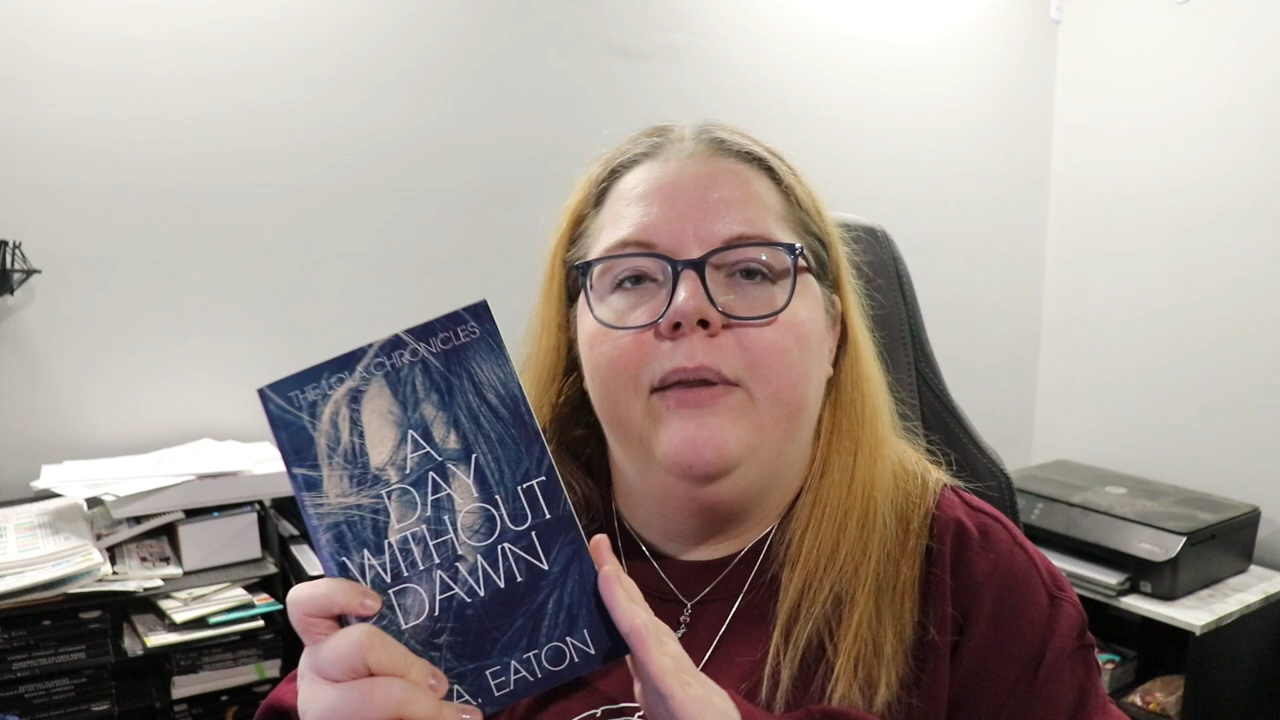 THE LOLA CHRONICLES
A
DAY
WITHOUT
DAWN
A. EATON